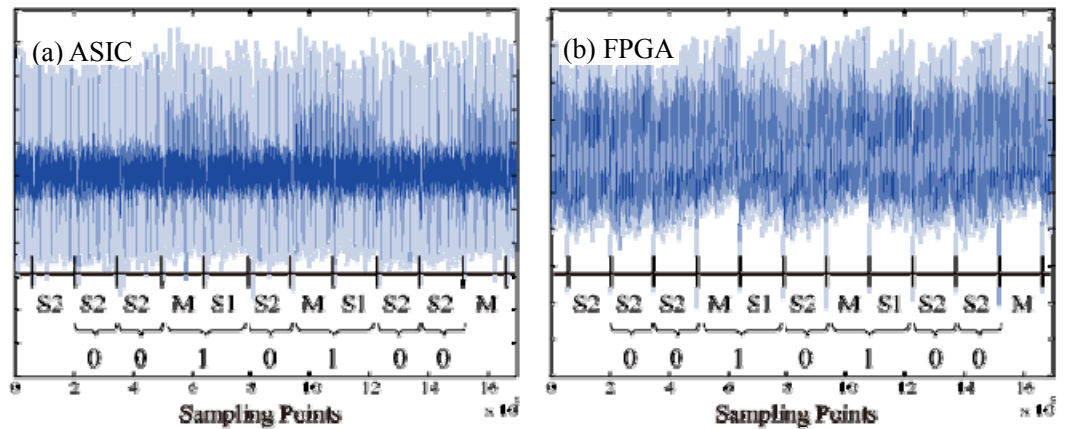 (a) ASIC
S2 S2 S2 M S1 S2 M S1 S2 S2 M
0 0 1 0 1 0 0
0 2 4 6 8 10 12 14 16
Sampling Points
(b) FPGA
S2 S2 S2 M S1 S2 M S1 S2 S2 M
0 0 1 0 1 0 0
0 2 4 6 8 10 12 14 16
Sampling Points